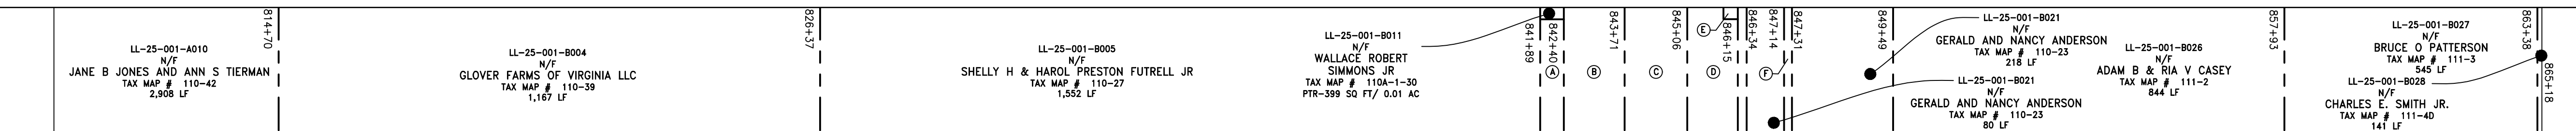 LL-25-001-A010
N/F
JANE B JONES AND ANN S TIERMAN
TAX MAP # 110-42
2,908 LF
814+70
LL-25-001-B004
N/F
GLOVER FARMS OF VIRGINIA LLC
TAX MAP # 110-39
1,167 LF
826+37
LL-25-001-B005
N/F
SHELLY H & HAROL PRESTON FUTRELL JR
TAX MAP # 110-27
1,552 LF
LL-25-001-B011
N/F
WALLACE ROBERT
SIMMONS JR
TAX MAP # 110A-1-30
PTR-399 SQ FT/ 0.01 AC
841+89
842+40
A
843+71
B
845+06
C
E
D
846+15
846+34
847+14
F
847+31
849+49
LL-25-001-B021
N/F
GERALD AND NANCY ANDERSON
TAX MAP # 110-23
218 LF
LL-25-001-B021
N/F
GERALD AND NANCY ANDERSON
TAX MAP # 110-23
80 LF
LL-25-001-B026
N/F
ADAM B & RIA V CASEY
TAX MAP # 111-2
844 LF
857+93
LL-25-001-B027
N/F
BRUCE O PATTERSON
TAX MAP # 111-3
545 LF
LL-25-001-B028
N/F
CHARLES E. SMITH JR.
TAX MAP # 111-4D
141 LF
863+38
865+18